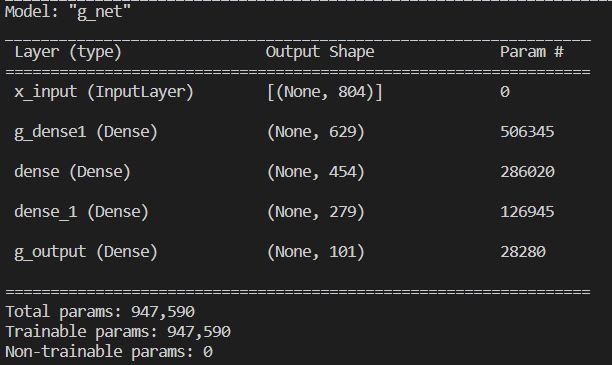 Model: "g_net"
Layer (type) Output Shape Param #
x_input (InputLayer) [(None, 804)] 0
g_dense1 (Dense) (None, 629) 506345
dense (Dense) (None, 454) 286020
dense_1 (Dense) (None, 279) 126945
g_output (Dense) (None, 101) 28280
Total params: 947,590
Trainable params: 947,590
Non-trainable params: 0